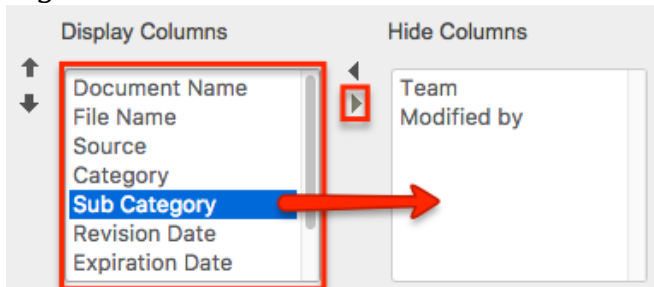 Display Columns
Hide Columns
Document Name
File Name
Source
Category
Sub Category
Revision Date
Expiration Date
Team
Modified by